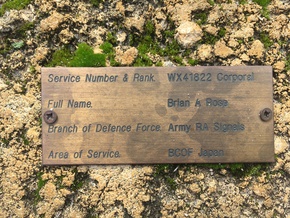 Service Number & Rank. WX41822 Corporal
Full Name. Brian A Rose
Branch of Defence Force. Army RA Signals
Area of Service. BCOF Japan